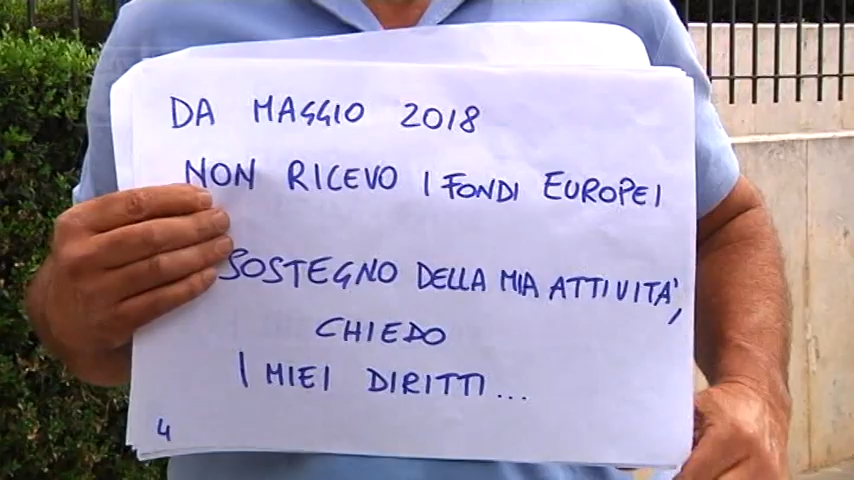 DA MAGGIO 2018
NON RICEVO I FONDI EUROPEI
SOSTEGNO DELLA MIA ATTIVITA',
CHIEDO
I MIEI DIRITTI...
4